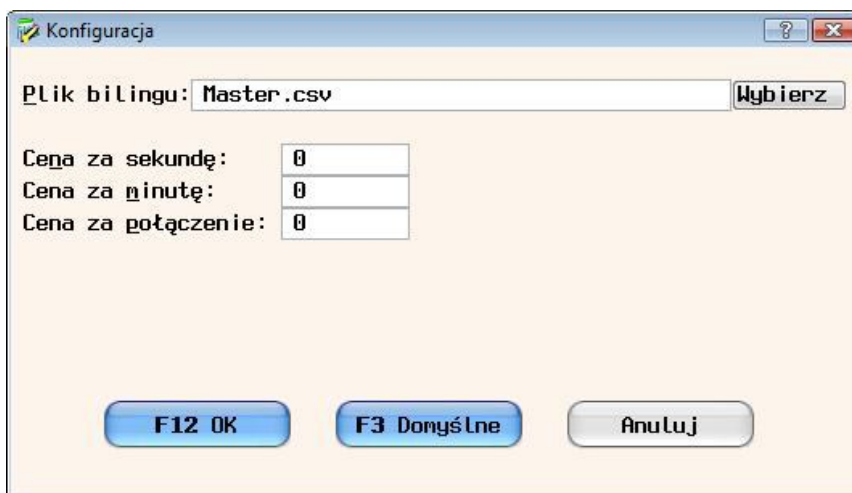 Konfiguracja
Plik bilingu: Master.csv Wybierz
Cena za sekundę: 0
Cena za minutę: 0
Cena za połączenie: 0
F12 OK F3 Domyślne Anuluj